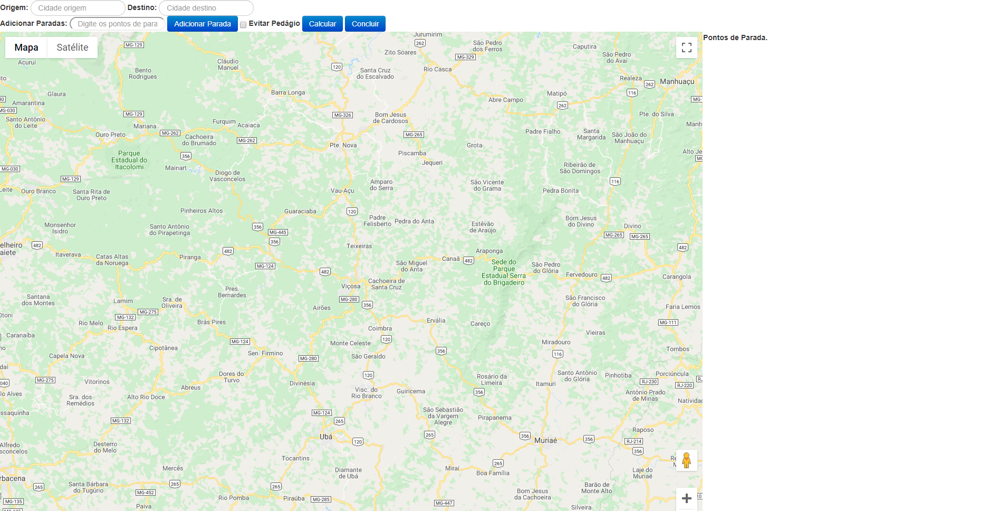 Origem: Cidade origem Destino: Cidade destino
Adicionar Paradas: Digite os pontos de para Adicionar Parada Evitar Pedágio Calcular Concluir
Mapa Satélite
Pontos de Parada.
Jurumirim
262
MG-129
São Pedro
dos Ferros
Caputira
Zito Soares
MG-329
São Pedro
do Avaí
Acuruí
Cláudio
Manuel
120
Bento
Rodrigues
Santa Cruz
do Escalvado
Rio Casca
Realeza
262
Manhuaçu
Glaura
Barra Longa
Matipó
116
Amarantina
Abre Campo
262
MG-030
MG-129
MG-326
Bom Jesus
de Cardosos
Pte. do Silva
Santo Antônio
do Leite
Mariana
Furquim
Acaiaca
Ouro Preto
MG-262
Cachoeira
do Brumado
MG-262
MG-265
Padre Fialho
Santa
Margarida
São João do
Manhuaçu
Pte. Nova
Grota
Parque
Estadual do
Itacolomi
356
Piscamba
Jequeri
Alto Je
MG-030
Mainart
Diogo de
Vasconcelos
Ribeirão de
São Domingos
MG-129
Amparo
do Serra
São Vicente
do Grama
116
Leite
Ouro Branco
Santa Rita de
Ouro Preto
Vau-Açu
Pedra Bonita
Pinheiros Altos
Guaraciaba
120
Padre
Felisberto
Pedra do Anta
Bom Jesus
do Divino
Monsenhor
Isidro
Santo Antônio
do Pirapetinga
356
MG-445
Estêvão
de Araújo
Divino
MG-265
MG-265
elheiro
aiete
482
356
Teixeiras
482
Itaverava
Catas Altas
da Noruega
Piranga
482
Araponga
MG-124
São Miguel
do Anta
Canaã
482
Sede do
Parque
Estadual Serra
do Brigadeiro
São Pedro
do Glória
482
Fervedouro
482
Carangola
Viçosa
Cachoeira de
Santa Cruz
Pres.
Bernardes
Santana
dos Montes
Lamim
Sra. de
Oliveira
MG-280
356
São Francisco
do Glória
Airões
Faria Lemos
Otoni
MG-275
MG-132
Rio Melo
Rio Espera
Brás Pires
Ervália
Careço
MG-111
Coimbra
Caranaíba
Vieiras
MG-124
120
Monte Celeste
Miradouro
Cipotânea
Sen. Firmino
356
Tombos
Capela Nova
MG-280
São Geraldo
116
daí
Dores do
Turvo
120
Rosário da
Limeira
Santo Antônio
do Glória
Pinhotiba
Porciúncula
040
MG-275
Vitorinos
Abreus
Divinésia
Itamuri
RJ-230
RJ-220
lo Alves
Sra. dos
Remédios
Alto Rio Doce
Visc. do
Rio Branco
Guiricema
356
Antônio Prado
de Minas
Natividad
essaquinha
MG-124
São Sebastião
da Vargem
Alegre
MG-132
265
Pirapanema
Raposo
Ubá
120
265
356
Muriaé
356
RJ-214
Alfredo
sconcelos
Desterro
do Melo
356
Tocantins
Mercês
Diamante
de Ubá
Miraí
265
Boa Família
Laje do
Muriaé
rbacena
265
Santa Bárbara
do Tugúrio
265
265
Barão de
Monte Alto
MG-452
Rio Pomba
Piraúba
MG-285
Bom Jesus
da Cachoeira
MG-135
MG-447
Paiva
Silveira